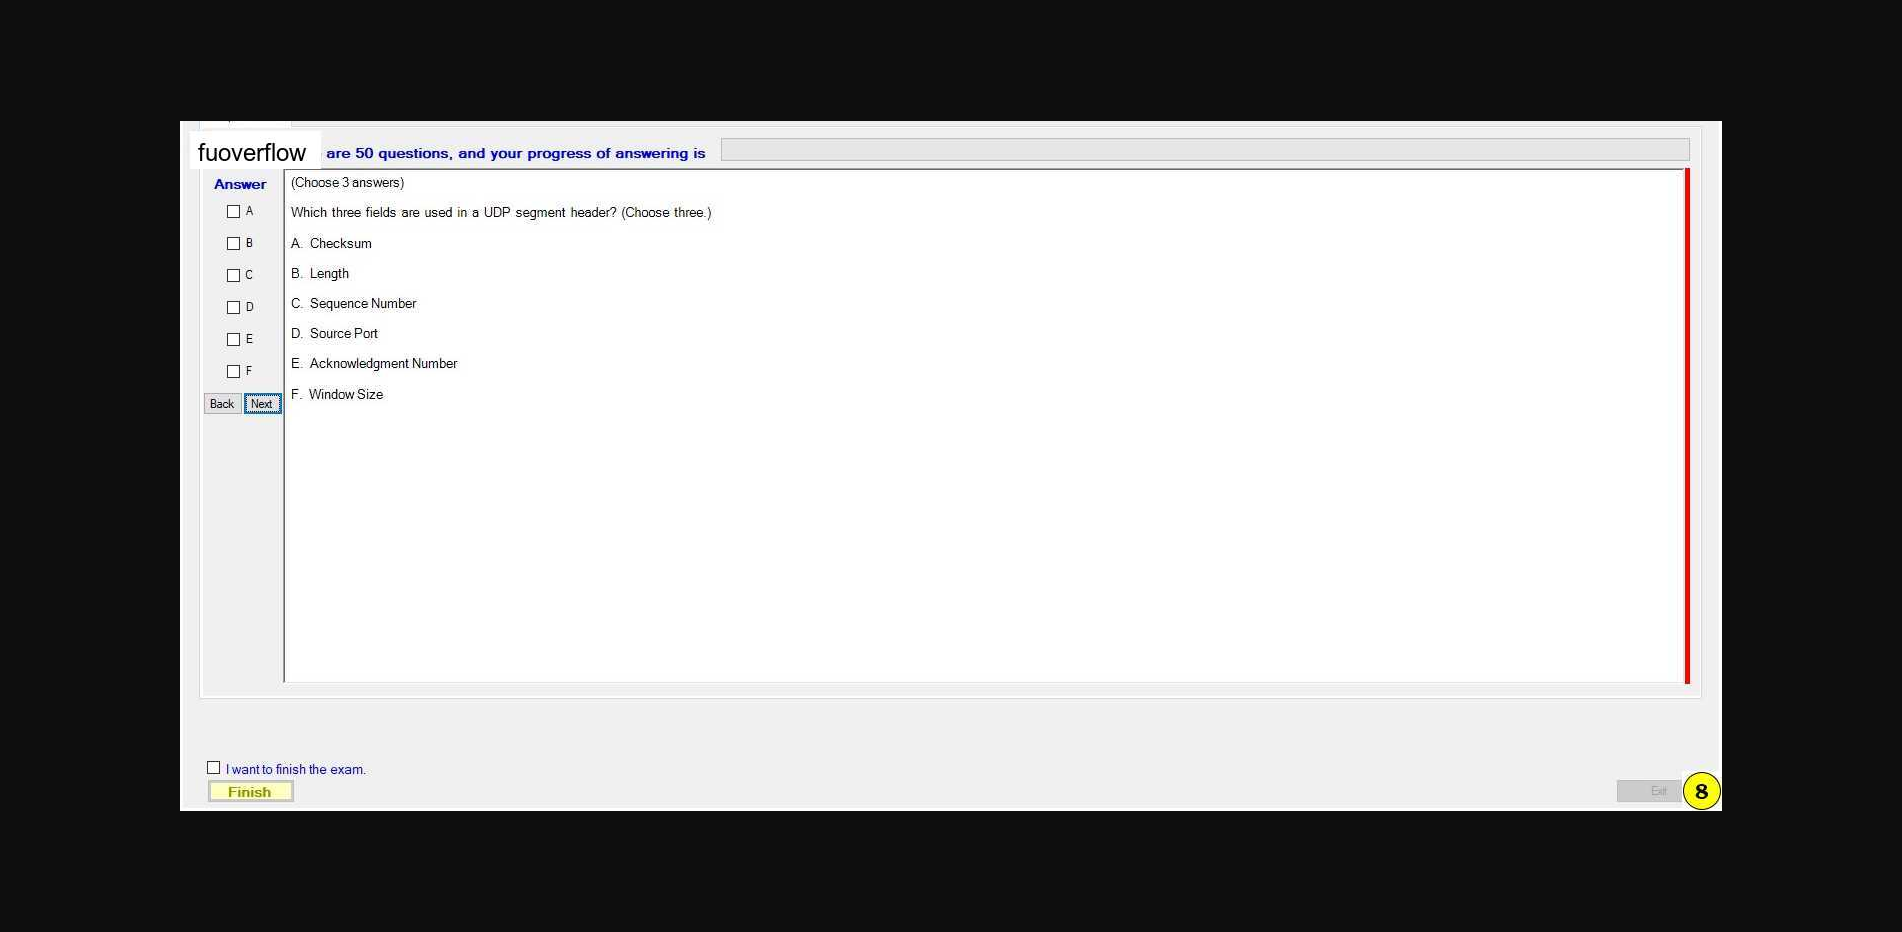 fuoverflow are 50 questions, and your progress of answering is
Answer
(Choose 3 answers)
A
Which three fields are used in a UDP segment header? (Choose three.)
B
A. Checksum
C
B. Length
D
C. Sequence Number
E
D. Source Port
F
E. Acknowledgment Number
Back Next
F. Window Size
I want to finish the exam.
Finish
Exit
8